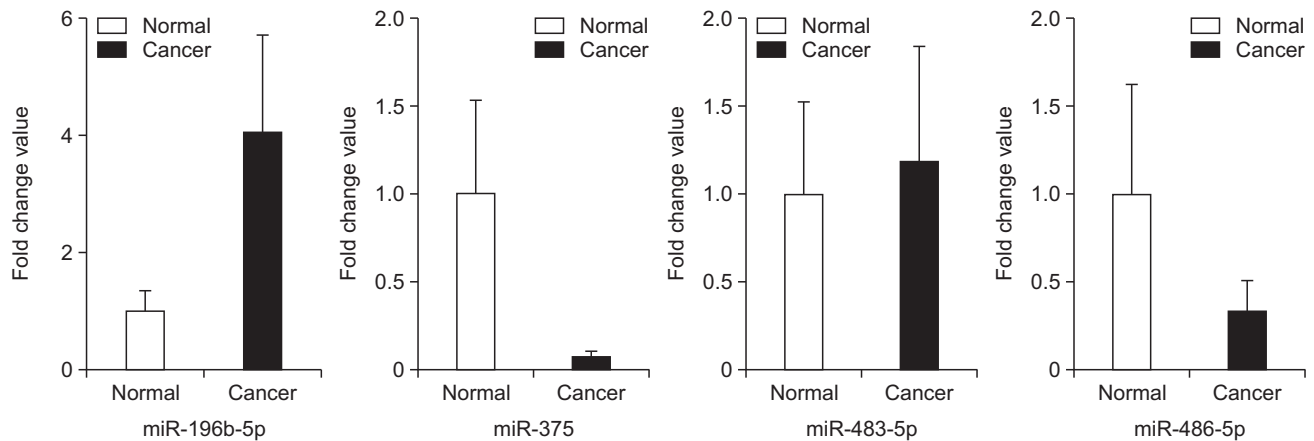 Fold change value
6
4
2
0
Normal
Cancer
Normal
Cancer
miR-196b-5p
Fold change value
2.0
1.5
1.0
0.5
0
Normal
Cancer
Normal
Cancer
miR-375
Fold change value
2.0
1.5
1.0
0.5
0
Normal
Cancer
Normal
Cancer
miR-483-5p
Fold change value
2.0
1.5
1.0
0.5
0
Normal
Cancer
Normal
Cancer
miR-486-5p